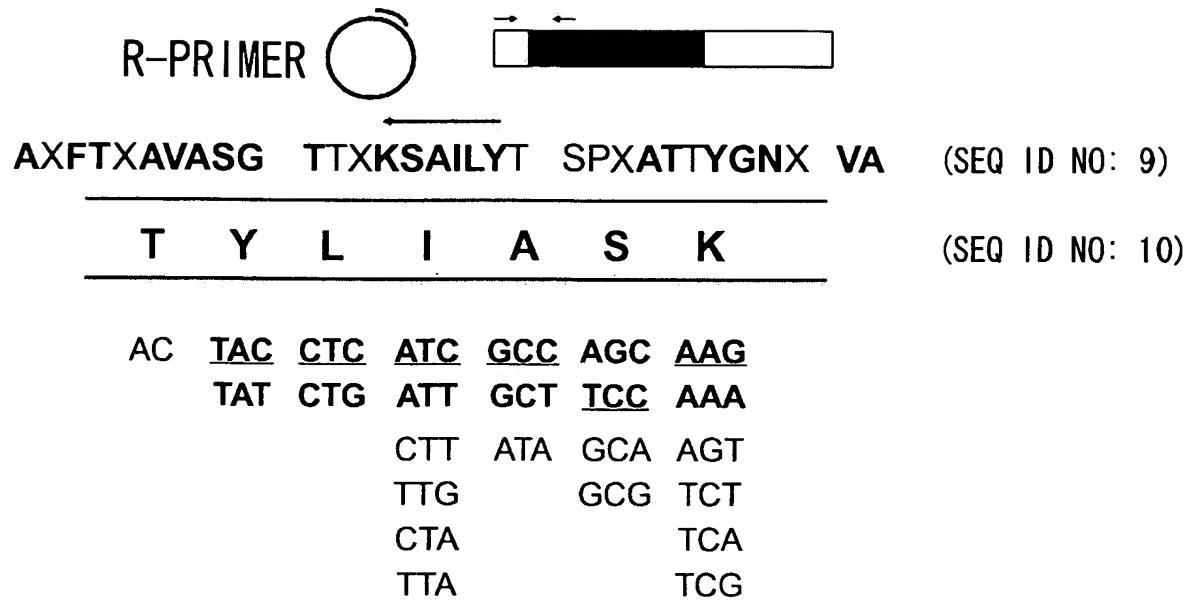 R-PRIMER
AXFTXAVASG TTXKSAILYT SPXATTYGNX VA (SEQ ID NO: 9)
T Y L I A S K (SEQ ID NO: 10)
AC TAC CTC ATC GCC AGC AAG
TAT CTG ATT GCT TCC AAA
CTT ATA GCA AGT
TTG GCG TCT
CTA TCA
TTA TCG